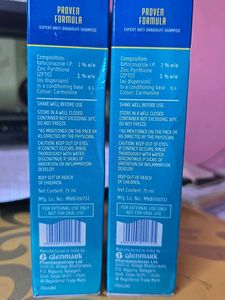 PROVEN
FORMULA
EXPERT ANTI-DANDRUFF SHAMPOO
Composition:
Ketoconazole I.P. 2 % w/v
Zinc Pyrithione
(ZPTO) 1 % w/v
(as dispersion)
In a conditioning base q.s
Colour: Carmoisine
SHAKE WELL BEFORE USE.
STORE IN A WELL CLOSED
CONTAINER NOT EXCEEDING 30°C.
DO NOT FREEZE.
*AS MENTIONED ON THE PACK OR
AS DIRECTED BY THE PHYSICIAN.
CAUTION: KEEP OUT OF EYES.
IF CONTACT OCCURS, RINSE
THOROUGHLY WITH WATER.
DISCONTINUE IF SIGNS OF
IRRITATION OR INFLAMMATION
DEVELOP.
KEEP OUT OF REACH
OF CHILDREN.
Net Content: 75 ml
Mfg. Lic. No.:
FOR EXTERNAL USE ONLY
NOT FOR ORAL USE
Manufactured in India by:
Glenmark
Pharmaceuticals Ltd.
PROVEN
FORMULA
EXPERT ANTI-DANDRUFF SHAMPOO
Composition:
Ketoconazole I.P. 2 % w/v
Zinc Pyrithione
(ZPTO) 1 % w/v
(as dispersion)
In a conditioning base q.s
Colour: Carmoisine
SHAKE WELL BEFORE USE.
STORE IN A WELL CLOSED
CONTAINER NOT EXCEEDING 30°C.
DO NOT FREEZE.
*AS MENTIONED ON THE PACK OR
AS DIRECTED BY THE PHYSICIAN.
CAUTION: KEEP OUT OF EYES.
IF CONTACT OCCURS, RINSE
THOROUGHLY WITH WATER.
DISCONTINUE IF SIGNS OF
IRRITATION OR INFLAMMATION
DEVELOP.
KEEP OUT OF REACH
OF CHILDREN.
Net Content: 75 ml
Mfg. Lic. No.:
FOR EXTERNAL USE ONLY
NOT FOR ORAL USE
Manufactured in India by:
Glenmark
Pharmaceuticals Ltd.